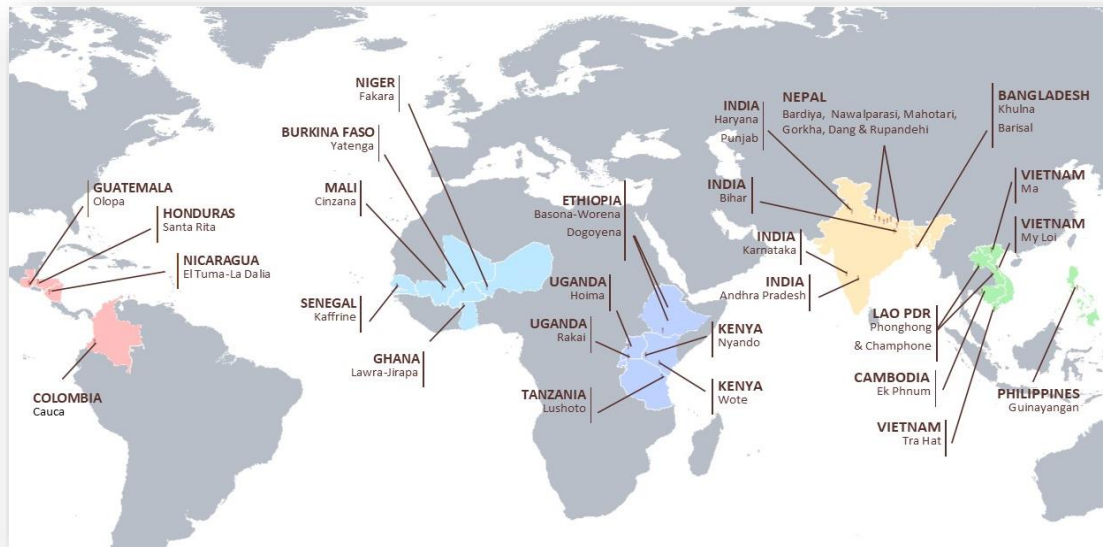 NIGER
Fakara
BURKINA FASO
Yatenga
MALI
Cinzana
GUATEMALA
Olopa
HONDURAS
Santa Rita
NICARAGUA
El Tuma-La Dalia
SENEGAL
Kaffrine
GHANA
Lawra-Jirapa
COLOMBIA
Cauca
ETHIOPIA
Basona-Worena
Dogoyena
UGANDA
Hoima
UGANDA
Rakai
TANZANIA
Lushoto
KENYA
Nyando
KENYA
Wote
INDIA
Haryana
Punjab
NEPAL
Bardiya, Nawalparasi, Mahotari,
Gorkha, Dang & Rupandehi
BANGLADESH
Khulna
Barisal
INDIA
Bihar
INDIA
Karnataka
INDIA
Andhra Pradesh
VIETNAM
Ma
VIETNAM
My Loi
LAO PDR
Phonghong
& Champhone
CAMBODIA
Ek Phnum
VIETNAM
Tra Hat
PHILIPPINES
Guinayangan